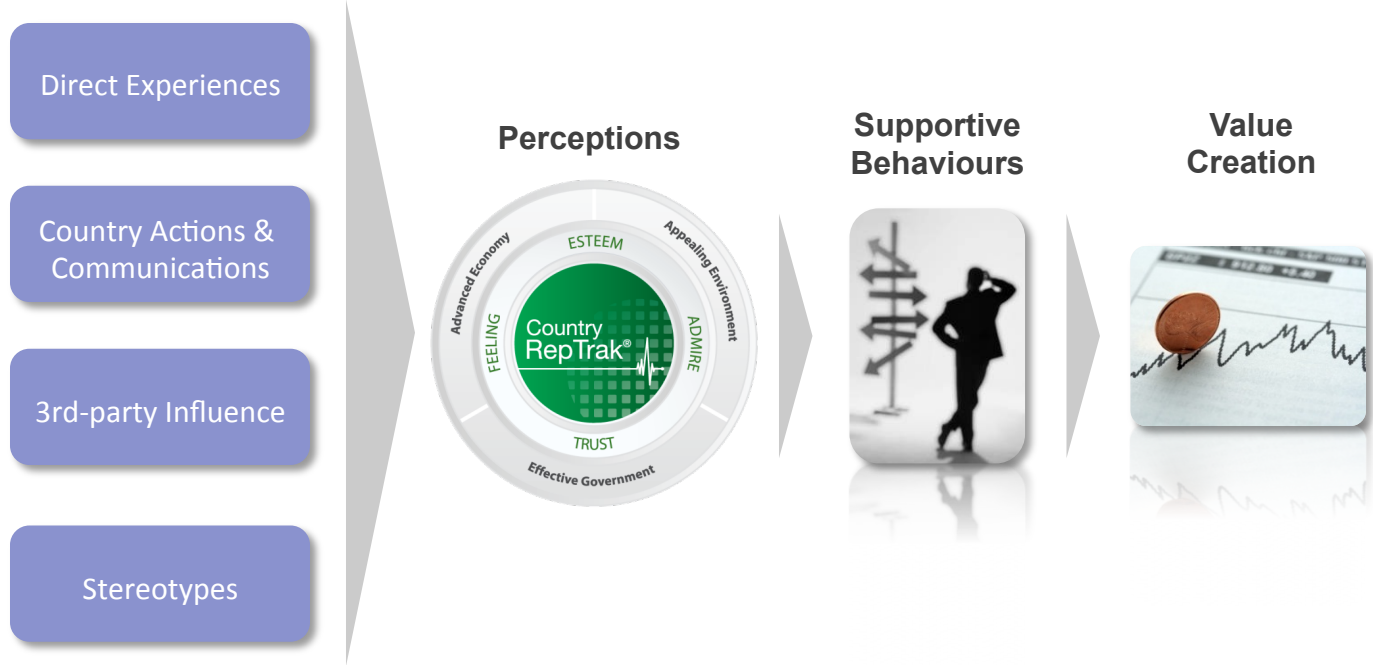 Direct Experiences
Country Actions &
Communications
3rd-party Influence
Stereotypes
Perceptions
Advanced Economy
Appealing Environment
Effective Government
ESTEEM
FEELING
ADMIRE
TRUST
Country
RepTrak®
Supportive
Behaviours
Value
Creation